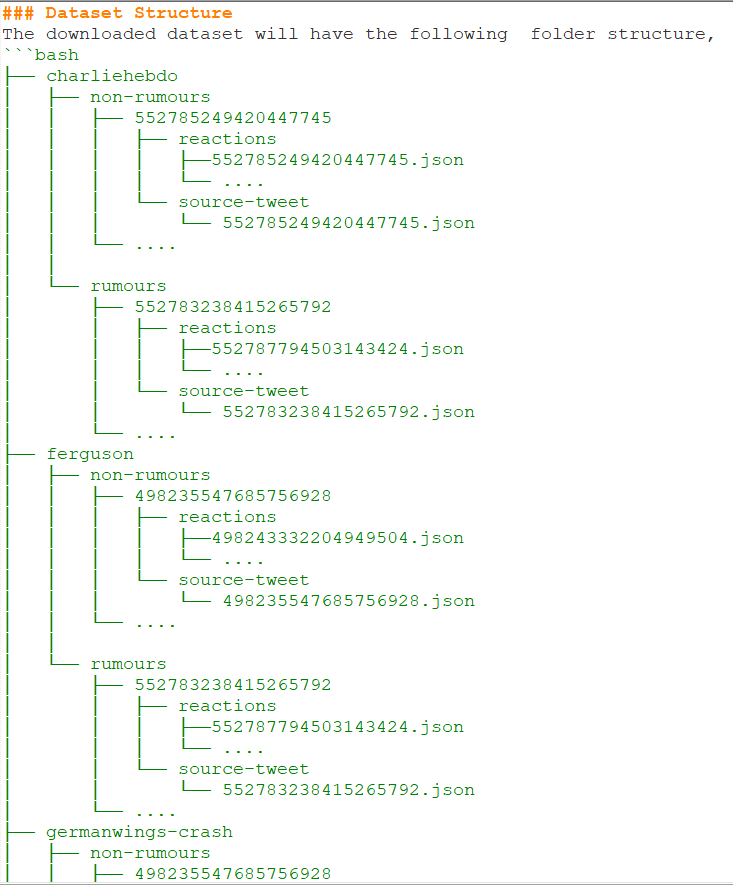 ### Dataset Structure
The downloaded dataset will have the following  folder structure,
```bash
├── charliehebdo
│   ├── non-rumours
│   │   ├── 552785249420447745
│   │   │   ├── reactions
│   │   │   │   ├──552785249420447745.json
│   │   │   │   └── ....
│   │   │   └── source-tweet
│   │   │       └── 552785249420447745.json
│   │   └── ....
│   │
│   └── rumours
│       ├── 552783238415265792
│       │   ├── reactions
│       │   │   ├──552787794503143424.json
│       │   │   └── ....
│       │   └── source-tweet
│       │       └── 552783238415265792.json
│       └── ....
├── ferguson
│   ├── non-rumours
│   │   ├── 498235547685756928
│   │   │   ├── reactions
│   │   │   │   ├──498243332204949504.json
│   │   │   │   └── ....
│   │   │   └── source-tweet
│   │   │       └── 498235547685756928.json
│   │   └── ....
│   │
│   └── rumours
│       ├── 552783238415265792
│       │   ├── reactions
│       │   │   ├──552787794503143424.json
│       │   │   └── ....
│       │   └── source-tweet
│       │       └── 552783238415265792.json
│       └── ....
├── germanwings-crash
│   ├── non-rumours
│   │   ├── 498235547685756928